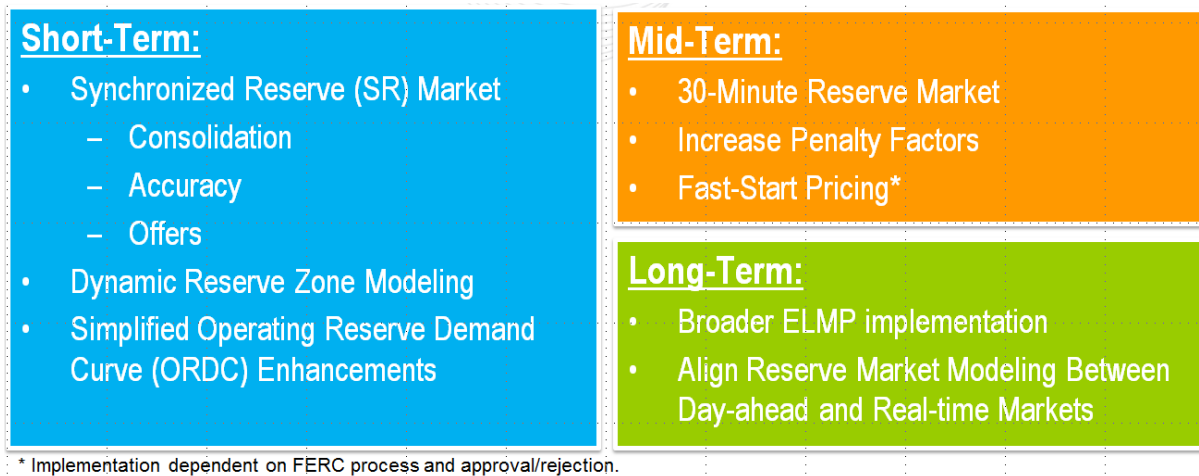 Short-Term:
• Synchronized Reserve (SR) Market
– Consolidation
– Accuracy
– Offers
• Dynamic Reserve Zone Modeling
• Simplified Operating Reserve Demand
Curve (ORDC) Enhancements
Mid-Term:
• 30-Minute Reserve Market
• Increase Penalty Factors
• Fast-Start Pricing*
Long-Term:
• Broader ELMP implementation
• Align Reserve Market Modeling Between
Day-ahead and Real-time Markets
* Implementation dependent on FERC process and approval/rejection.